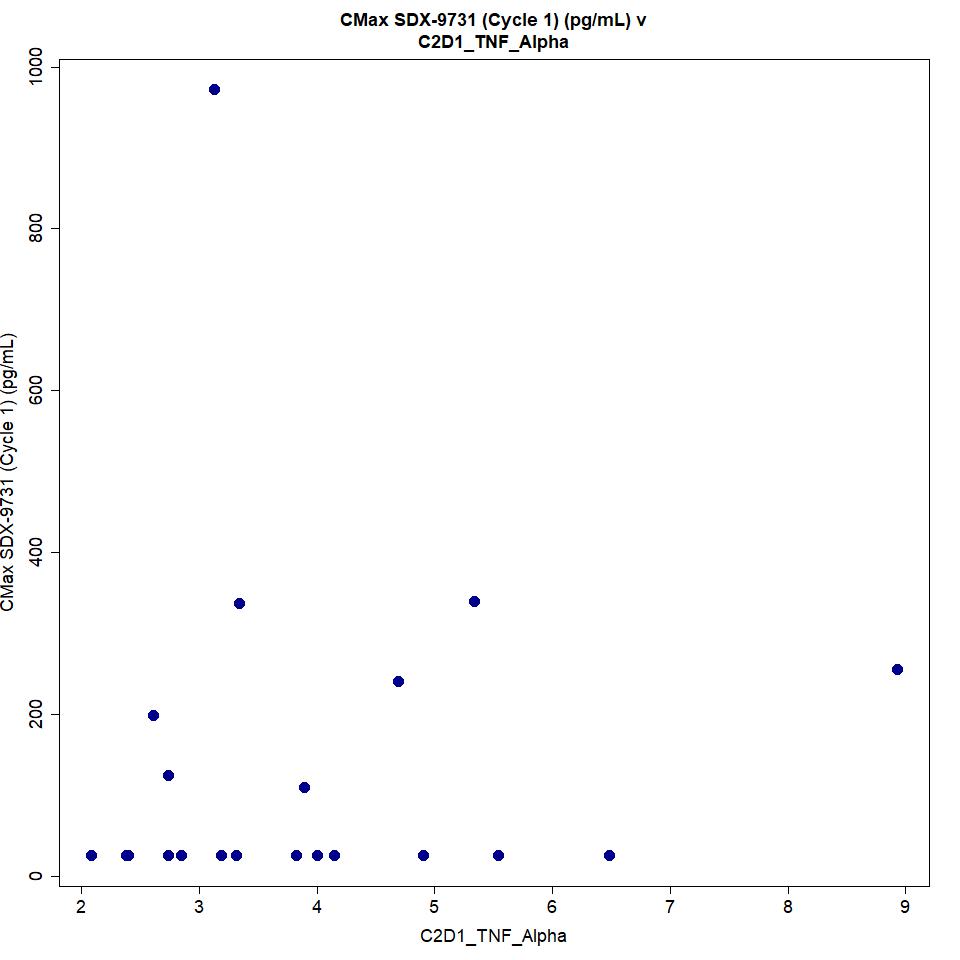 CMax SDX-9731 (Cycle 1) (pg/mL) v
C2D1_TNF_Alpha
CMax SDX-9731 (Cycle 1) (pg/mL)
1000
800
600
400
200
0
2 3 4 5 6 7 8 9
C2D1_TNF_Alpha